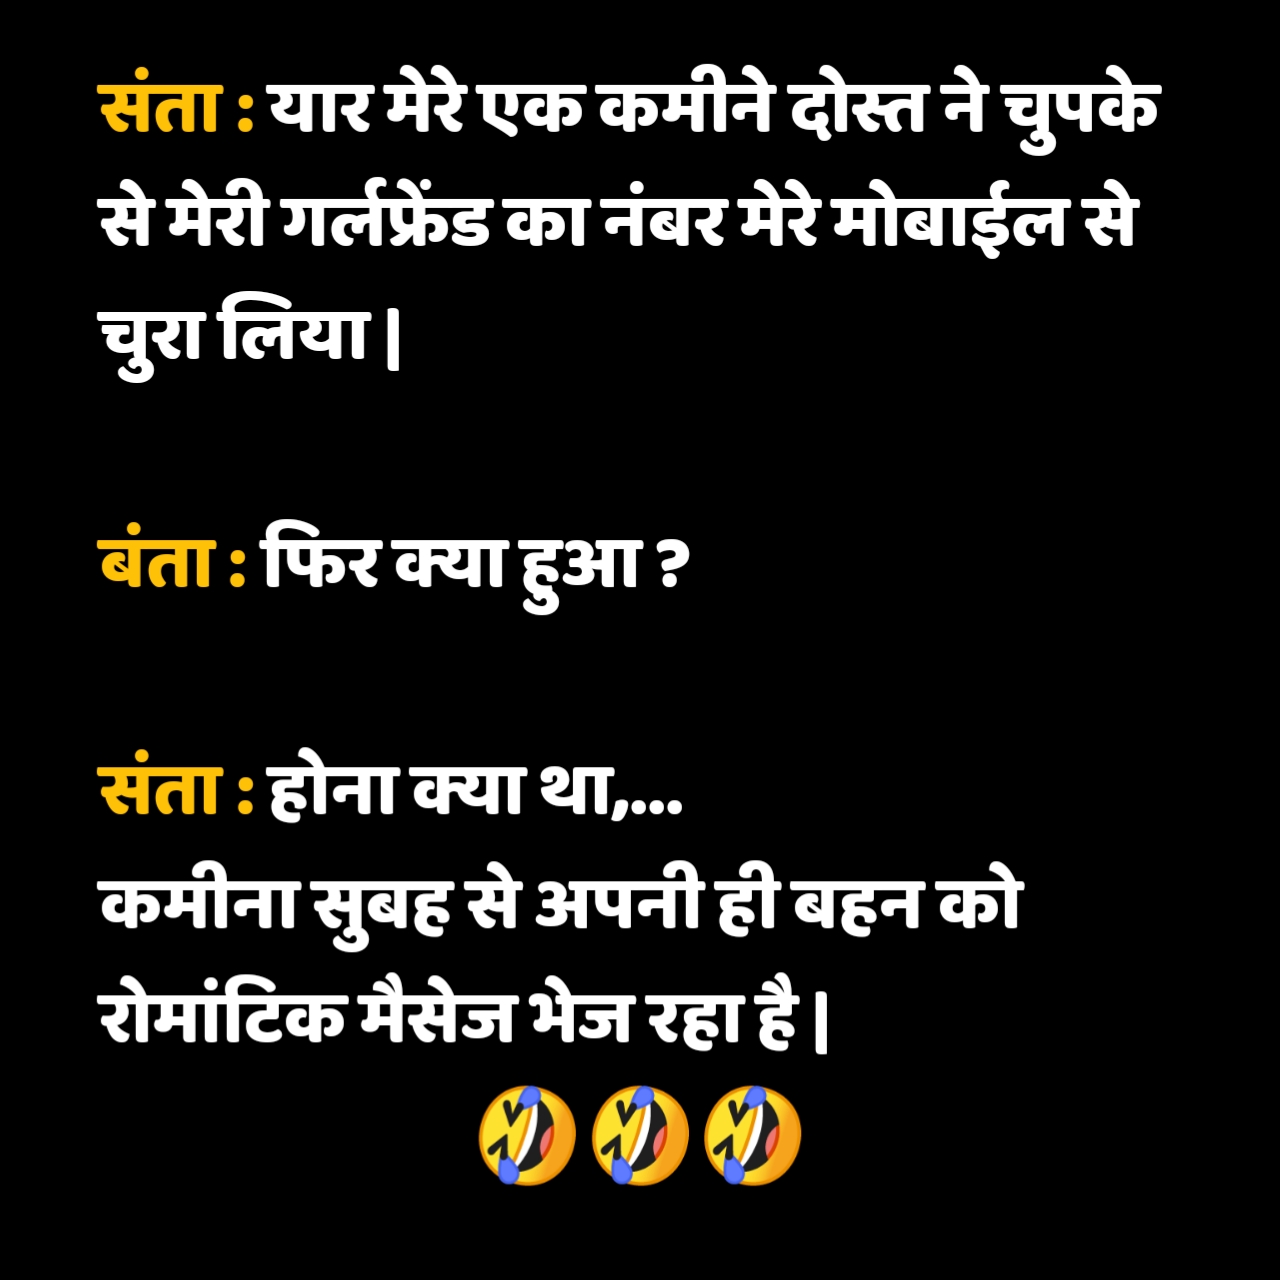 संता : यार मेरे एक कमीने दोस्त ने चुपके
से मेरी गर्लफ्रेंड का नंबर मेरे मोबाईल से
चुरा लिया |
बंता : फिर क्या हुआ ?
संता : होना क्या था,...
कमीना सुबह से अपनी ही बहन को
रोमांटिक मैसेज भेज रहा है |
🤣🤣🤣